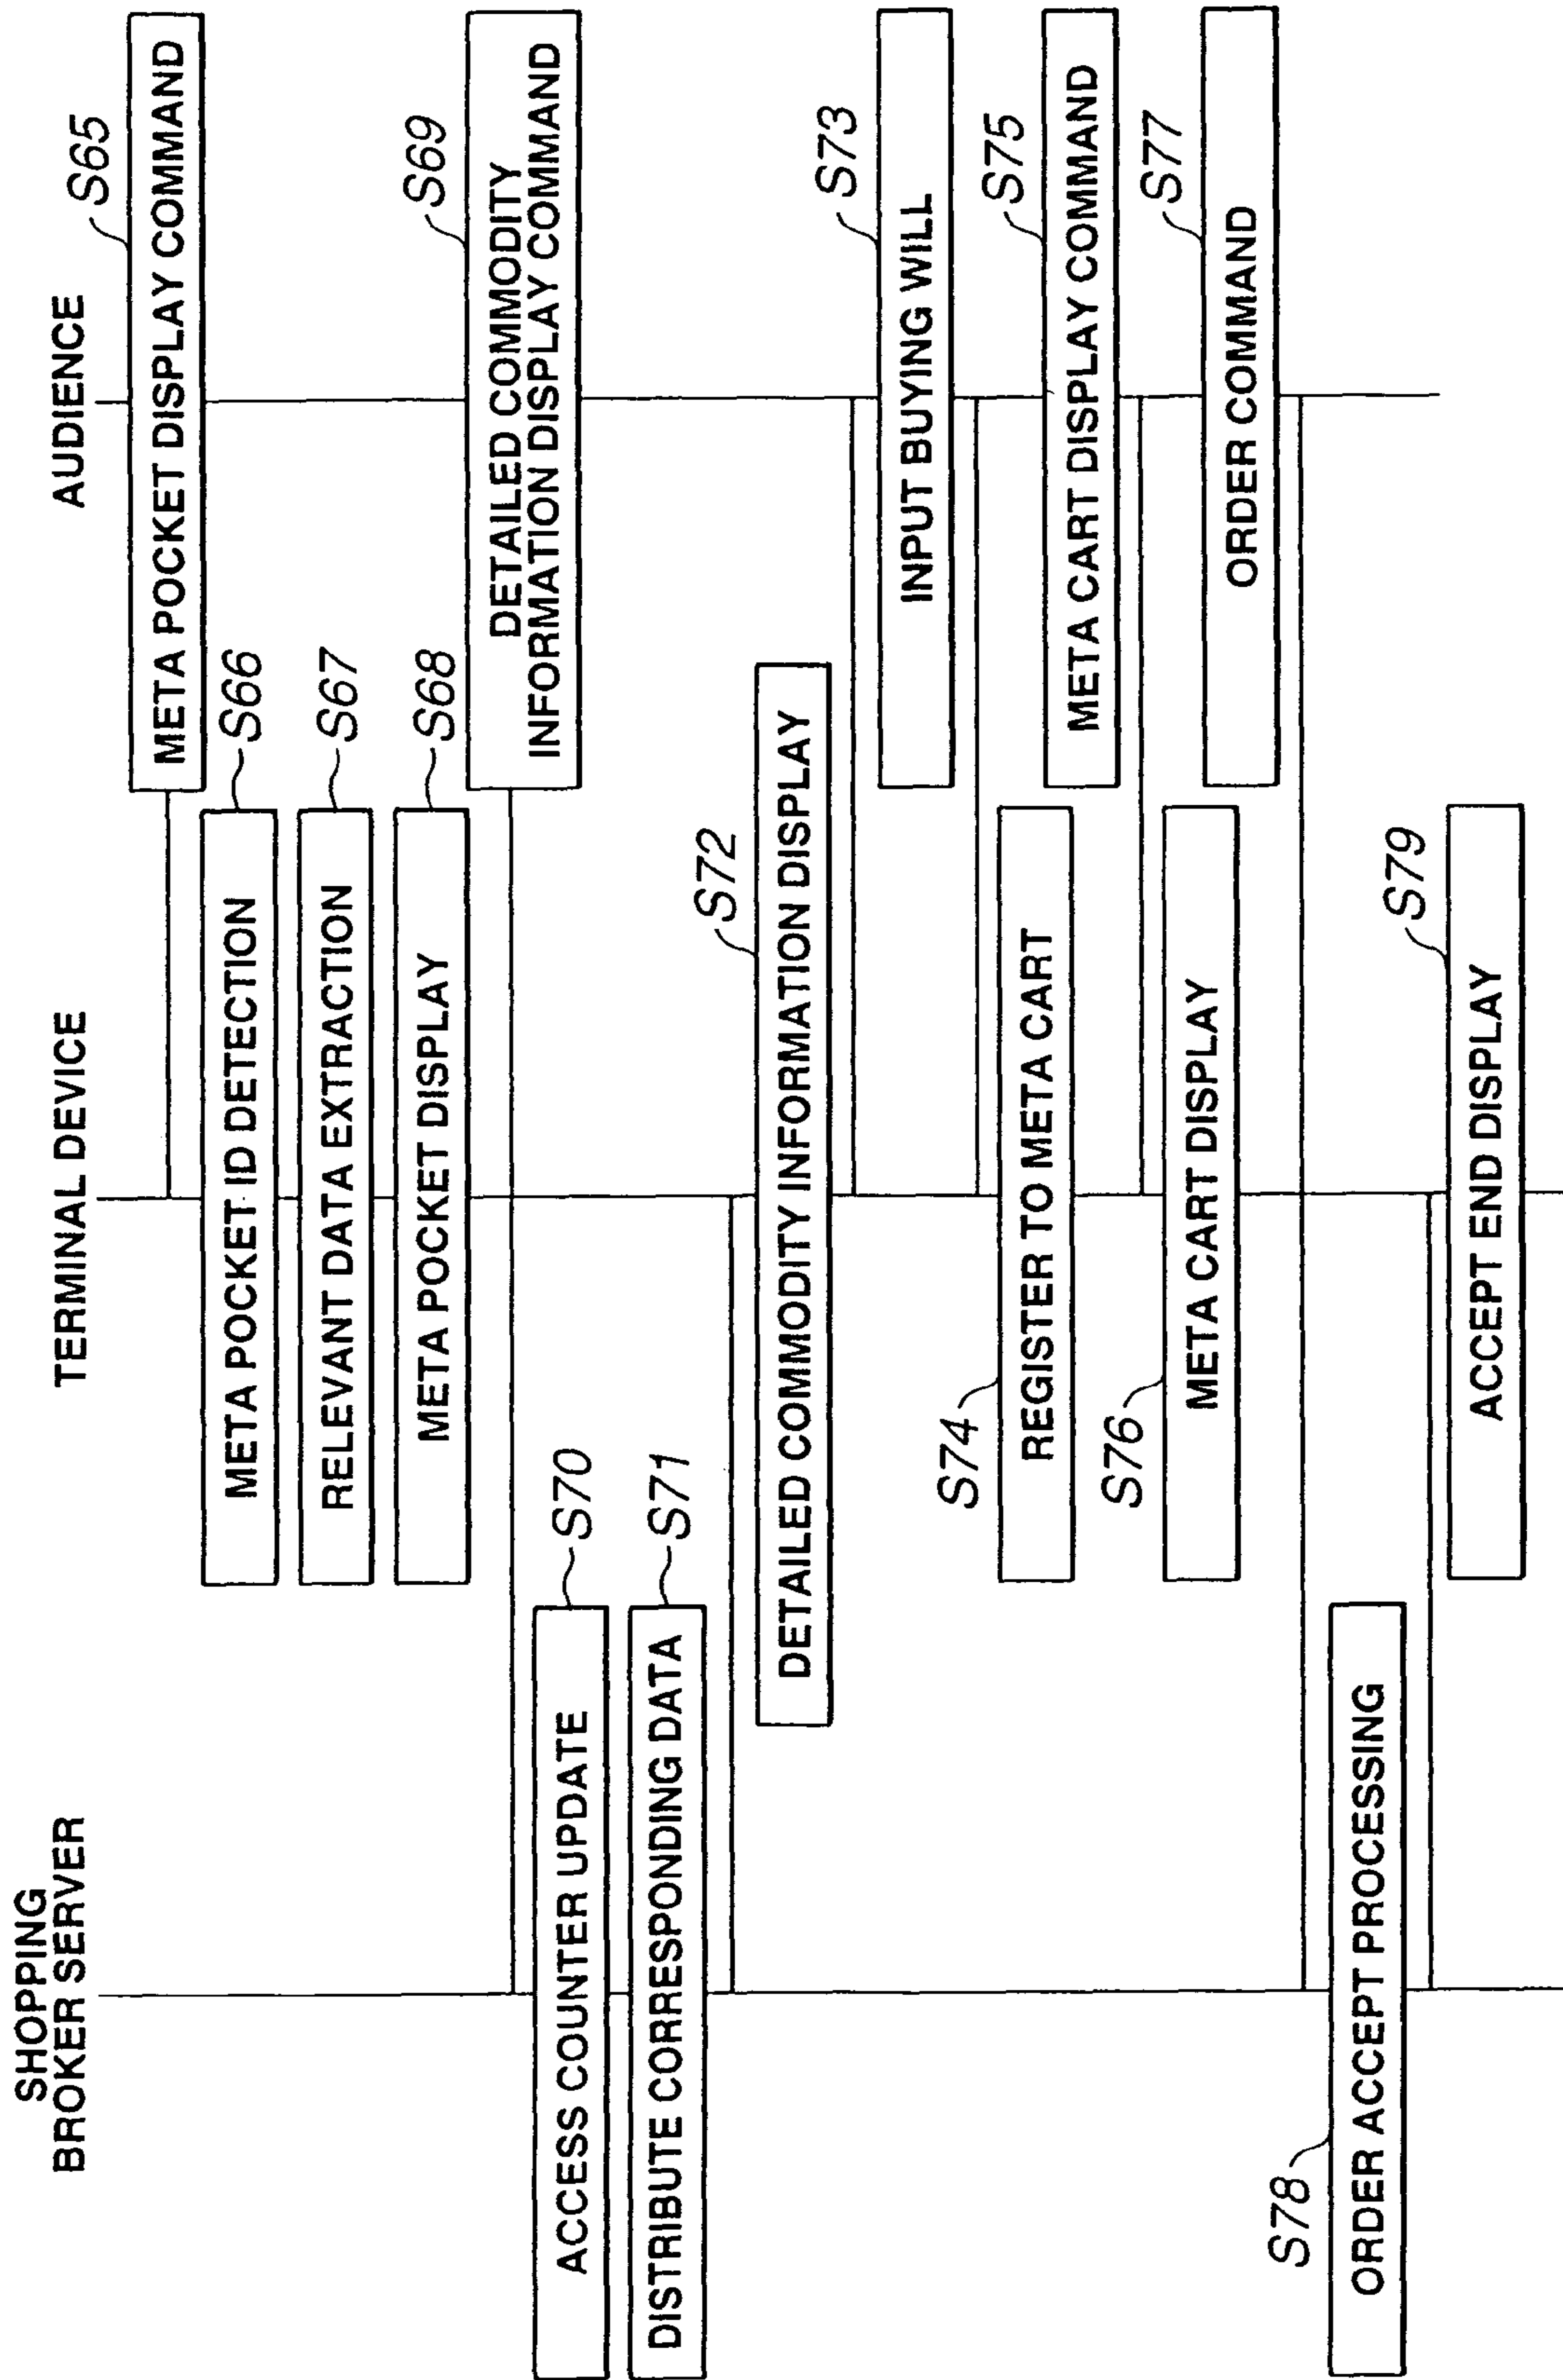 SHOPPING
BROKER SERVER
TERMINAL DEVICE
AUDIENCE
S65
META POCKET DISPLAY COMMAND
META POCKET ID DETECTION
S66
RELEVANT DATA EXTRACTION
S67
META POCKET DISPLAY
S68
S69
DETAILED COMMODITY
INFORMATION DISPLAY COMMAND
ACCESS COUNTER UPDATE
S70
DISTRIBUTE CORRESPONDING DATA
S71
S72
DETAILED COMMODITY INFORMATION DISPLAY
S73
INPUT BUYING WILL
S74
REGISTER TO META CART
S75
META CART DISPLAY COMMAND
S76
META CART DISPLAY
S77
ORDER COMMAND
S78
ORDER ACCEPT PROCESSING
S79
ACCEPT END DISPLAY